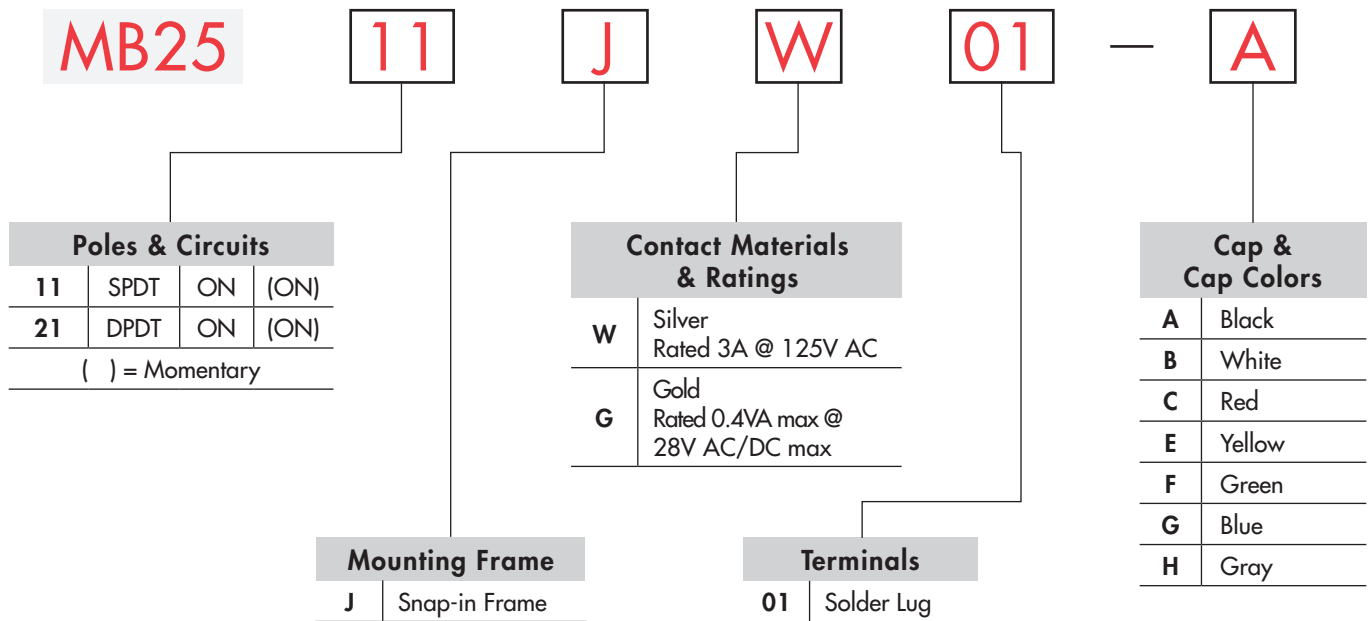 MB25 11 J W 01 — A
Poles & Circuits
11 SPDT ON (ON)
21 DPDT ON (ON)
( ) = Momentary
Contact Materials
& Ratings
W Silver
Rated 3A @ 125V AC
G Gold
Rated 0.4VA max @
28V AC/DC max
Cap &
Cap Colors
A Black
B White
C Red
E Yellow
F Green
G Blue
H Gray
Mounting Frame
J Snap-in Frame
Terminals
01 Solder Lug